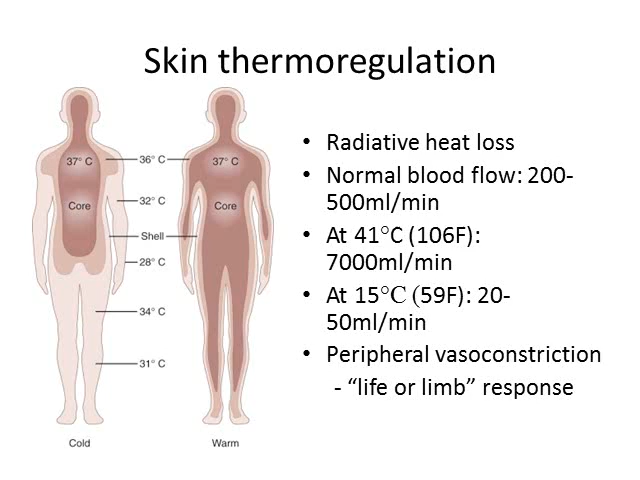 Skin thermoregulation
37° C
36° C
37° C
Core
32° C
Core
Shell
28° C
34° C
31° C
Cold
Warm
• Radiative heat loss
• Normal blood flow: 200-
500ml/min
• At 41°C (106F):
7000ml/min
• At 15°C (59F): 20-
50ml/min
• Peripheral vasoconstriction
- “life or limb” response